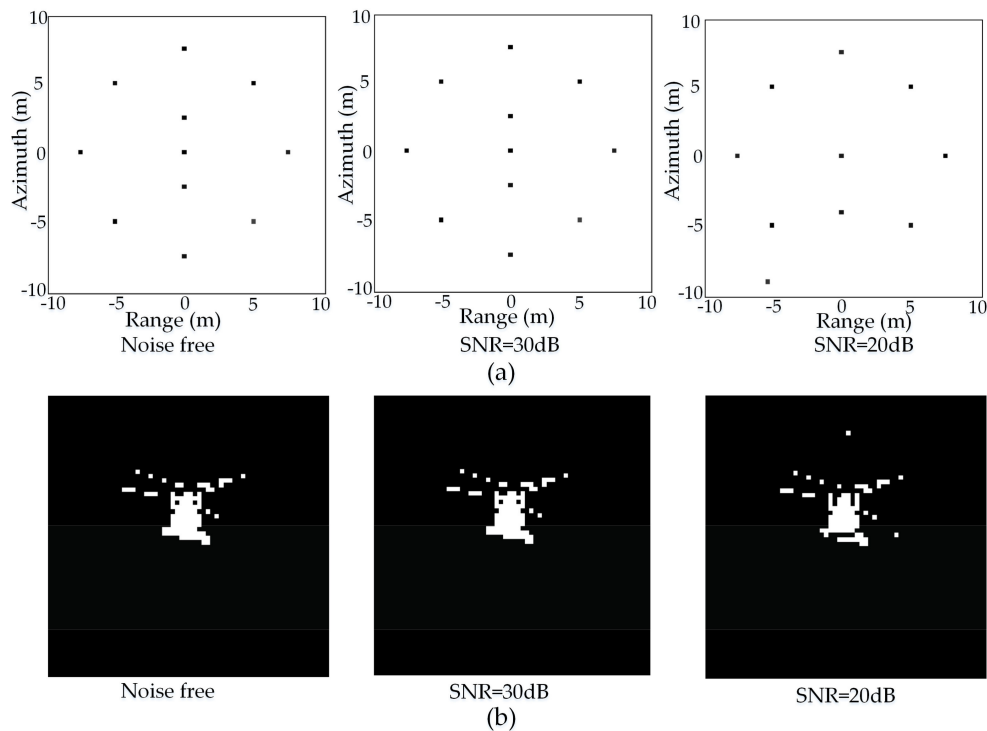 10
5
0
-5
-10
Azimuth (m)
-10 -5 0 5 10
Range (m)
Noise free
10
5
0
-5
-10
Azimuth (m)
-10 -5 0 5 10
Range (m)
SNR=30dB
10
5
0
-5
-10
Azimuth (m)
-10 -5 0 5 10
Range (m)
SNR=20dB
(a)
Noise free
SNR=30dB
SNR=20dB
(b)